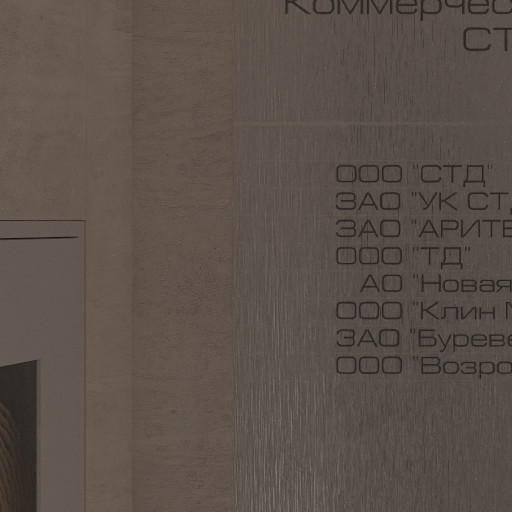 Коммерчес
СТ
ООО "СТД"
ЗАО "УК СТ
ЗАО "АРИТЕ
ООО "ТД"
АО "Новая
ООО "Клин
ЗАО "Буреве
ООО "Возро